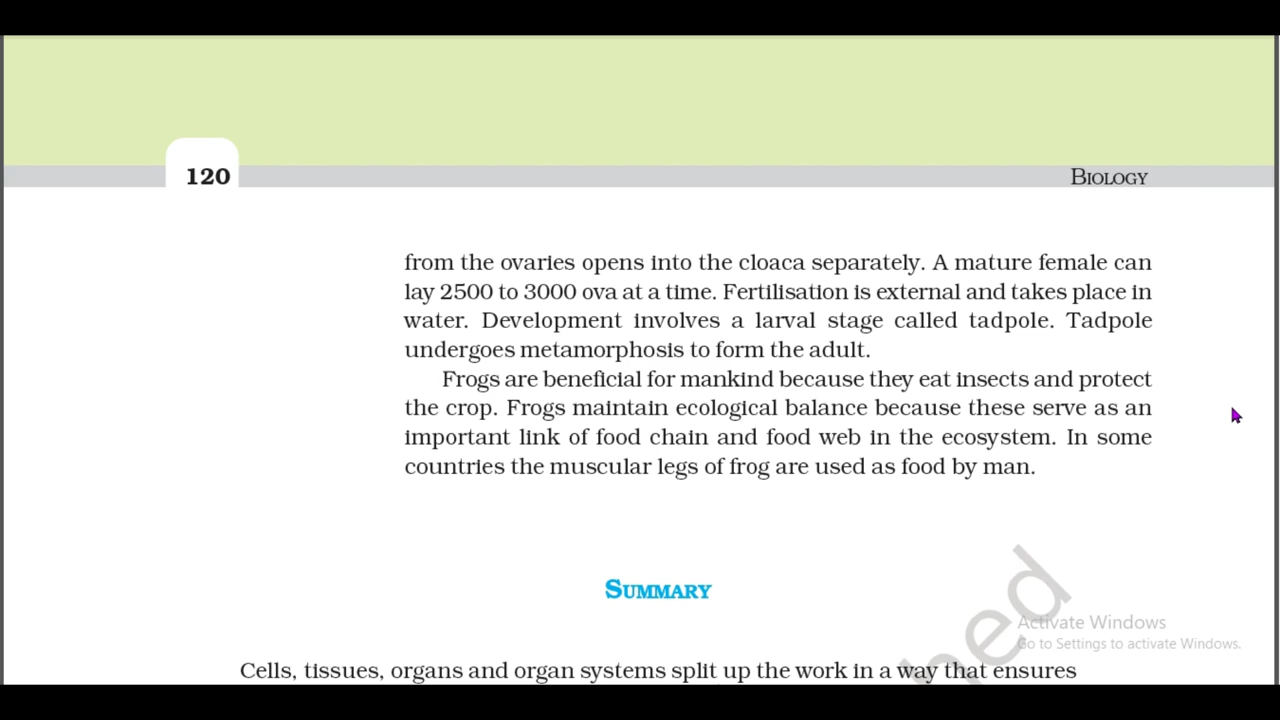 120
BIOLOGY
from the ovaries opens into the cloaca separately. A mature female can
lay 2500 to 3000 ova at a time. Fertilisation is external and takes place in
water. Development involves a larval stage called tadpole. Tadpole
undergoes metamorphosis to form the adult.
Frogs are beneficial for mankind because they eat insects and protect
the crop. Frogs maintain ecological balance because these serve as an
important link of food chain and food web in the ecosystem. In some
countries the muscular legs of frog are used as food by man.
SUMMARY
Activate Windows
Go to Settings to activate Windows.
Cells, tissues, organs and organ systems split up the work in a way that ensures